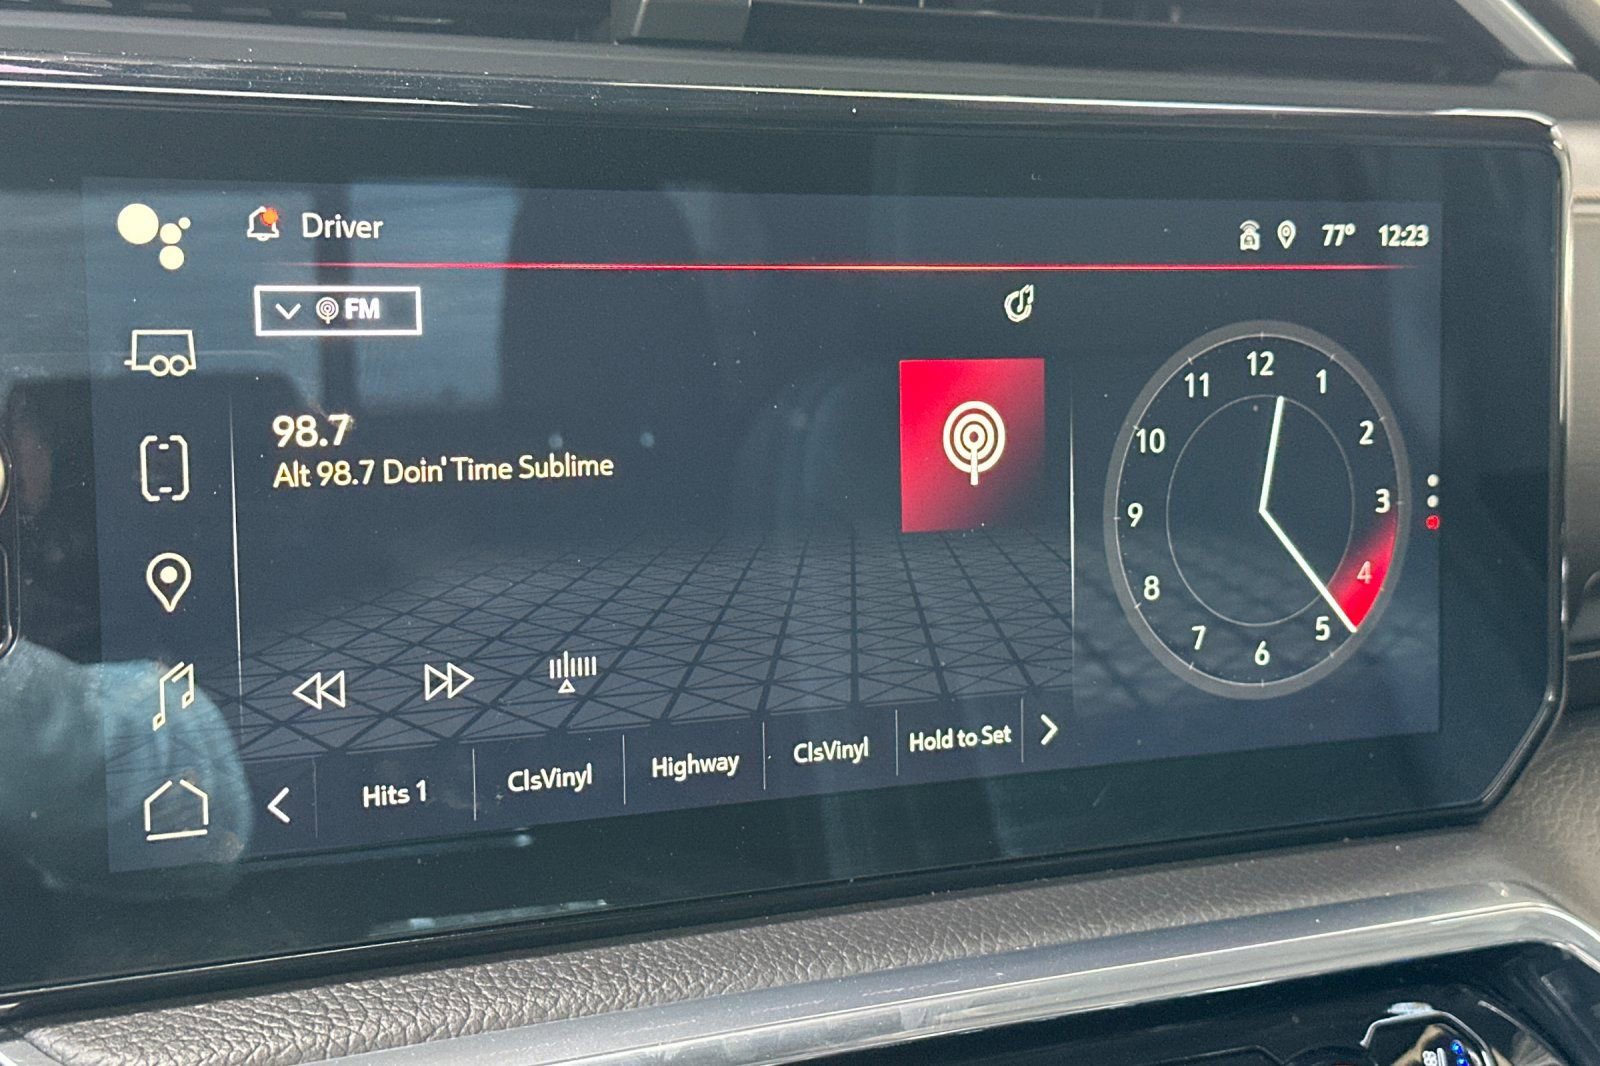 Driver
77° 12:23
FM
98.7
Alt 98.7 Doin' Time Sublime
Hits 1
ClsVinyl
Highway
ClsVinyl
Hold to Set
12
1
2
3
4
5
6
7
8
9
10
11